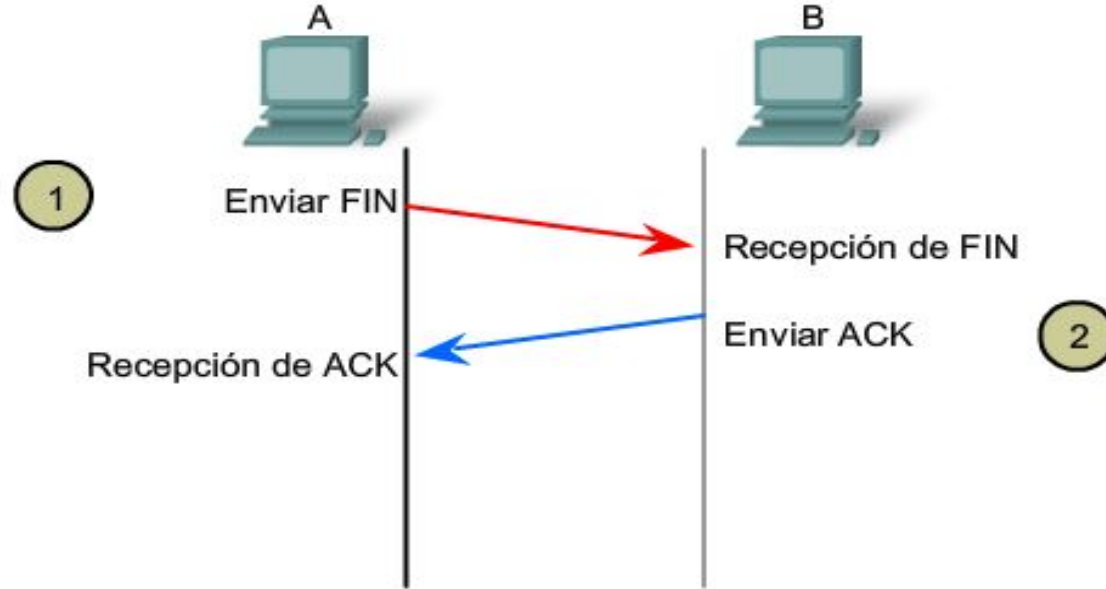 A
B
1
Enviar FIN
Recepción de FIN
Enviar ACK
2
Recepción de ACK